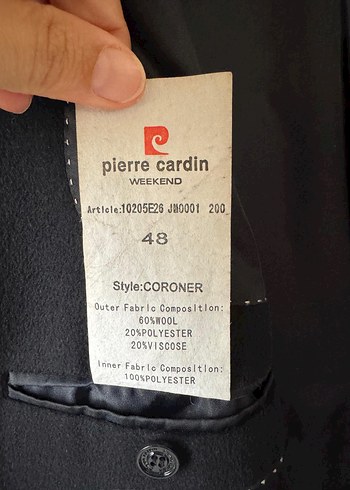 pierre cardin
WEEKEND
Article:10205E26 JM0001 200
48
Style:CORONER
Outer Fabric Composition:
60%WOOL
20%POLYESTER
20%VISCOSE
Inner Fabric Composition:
100%POLYESTER